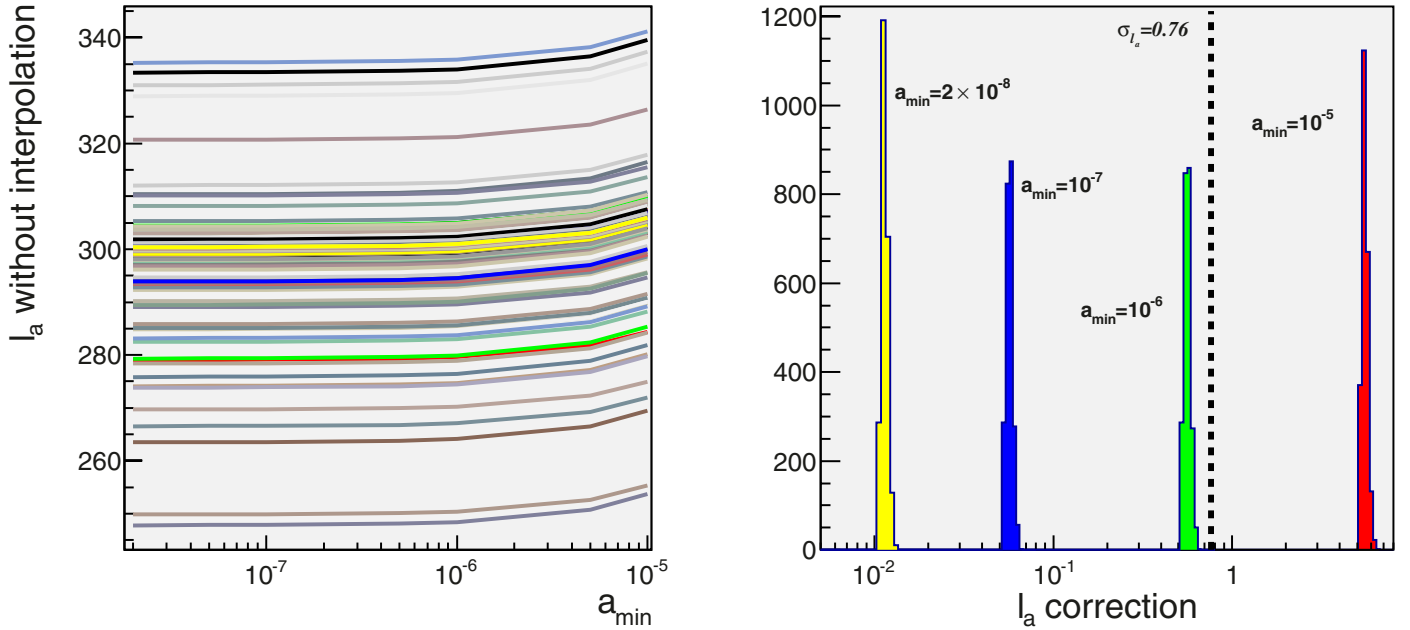 l_a without interpolation
340
320
300
280
260
10^-7
10^-6
10^-5
a_min
1200
1000
800
600
400
200
0
σ_l_a=0.76
a_min=2 × 10^-8
a_min=10^-5
a_min=10^-7
a_min=10^-6
10^-2
10^-1
1
l_a correction